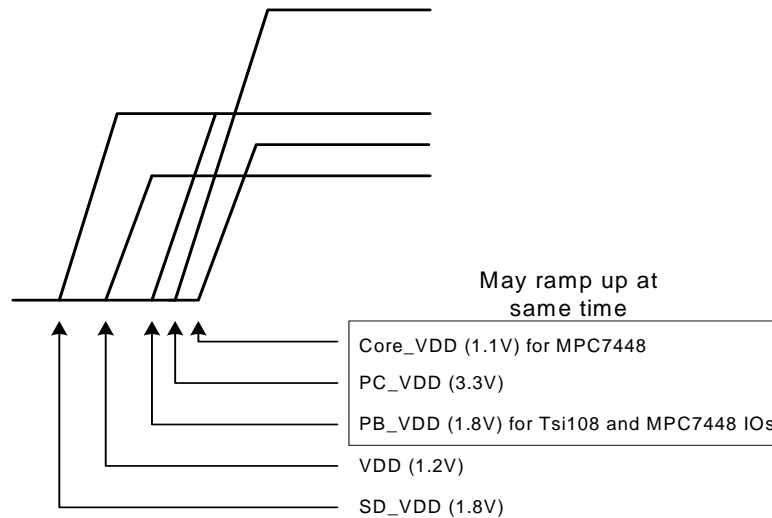 May ramp up at
same time
Core_VDD (1.1V) for MPC7448
PC_VDD (3.3V)
PB_VDD (1.8V) for Tsi108 and MPC7448 IOs
VDD (1.2V)
SD_VDD (1.8V)